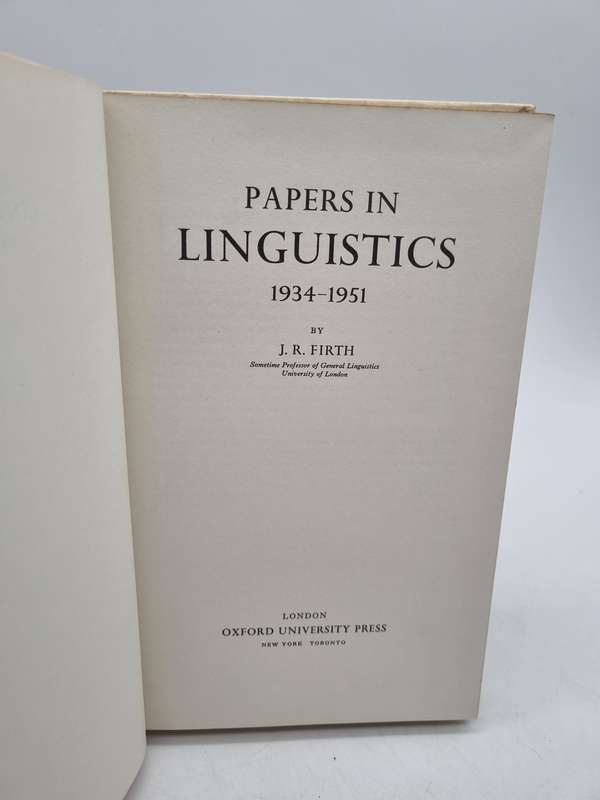 PAPERS IN
LINGUISTICS
1934–1951
BY
J. R. FIRTH
Sometime Professor of General Linguistics
University of London
LONDON
OXFORD UNIVERSITY PRESS
NEW YORK TORONTO